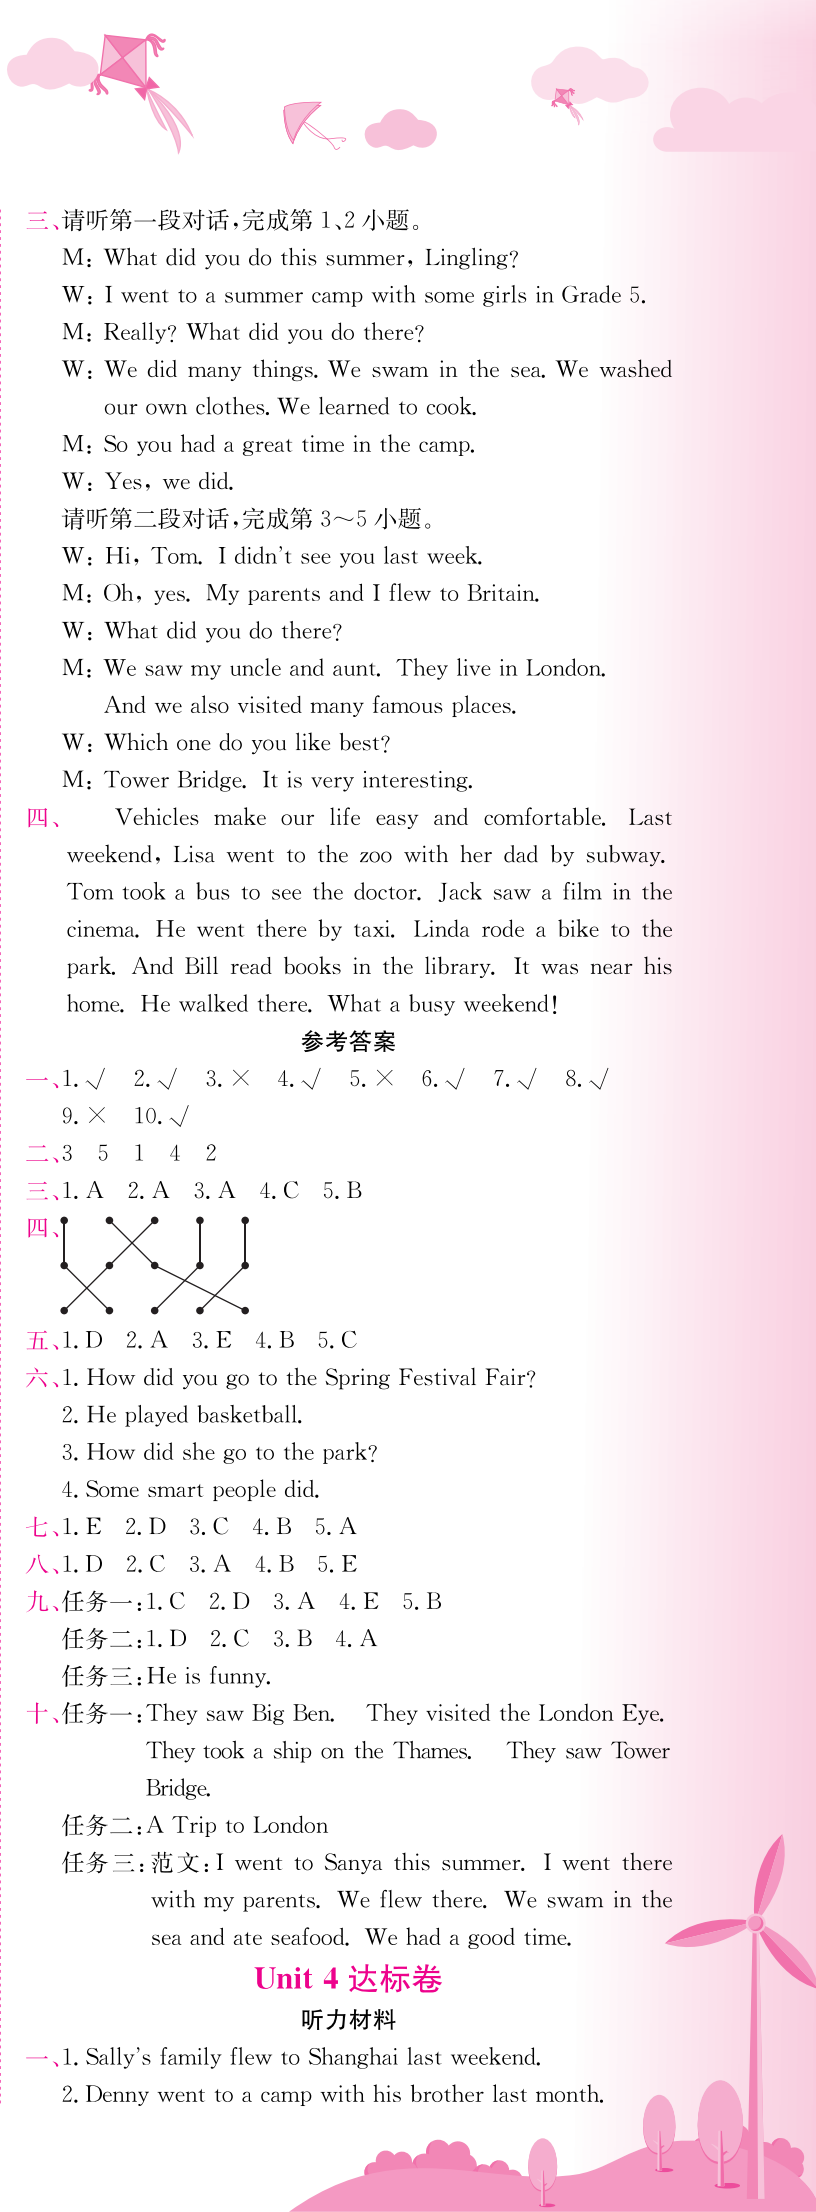 三、请听第一段对话,完成第 1、2 小题。
M: What did you do this summer, Lingling?
W: I went to a summer camp with some girls in Grade 5.
M: Really? What did you do there?
W: We did many things. We swam in the sea. We washed
our own clothes. We learned to cook.
M: So you had a great time in the camp.
W: Yes, we did.
请听第二段对话,完成第 3～5 小题。
W: Hi, Tom. I didn't see you last week.
M: Oh, yes. My parents and I flew to Britain.
W: What did you do there?
M: We saw my uncle and aunt. They live in London.
And we also visited many famous places.
W: Which one do you like best?
M: Tower Bridge. It is very interesting.
四、 Vehicles make our life easy and comfortable. Last
weekend, Lisa went to the zoo with her dad by subway.
Tom took a bus to see the doctor. Jack saw a film in the
cinema. He went there by taxi. Linda rode a bike to the
park. And Bill read books in the library. It was near his
home. He walked there. What a busy weekend!
参考答案
一、1. √ 2. √ 3. × 4. √ 5. × 6. √ 7. √ 8. √
9. × 10. √
二、3 5 1 4 2
三、1. A 2. A 3. A 4. C 5. B
四、
五、1. D 2. A 3. E 4. B 5. C
六、1. How did you go to the Spring Festival Fair?
2. He played basketball.
3. How did she go to the park?
4. Some smart people did.
七、1. E 2. D 3. C 4. B 5. A
八、1. D 2. C 3. A 4. B 5. E
九、任务一:1. C 2. D 3. A 4. E 5. B
任务二:1. D 2. C 3. B 4. A
任务三:He is funny.
十、任务一:They saw Big Ben. They visited the London Eye.
They took a ship on the Thames. They saw Tower
Bridge.
任务二:A Trip to London
任务三:范文:I went to Sanya this summer. I went there
with my parents. We flew there. We swam in the
sea and ate seafood. We had a good time.
Unit 4 达标卷
听力材料
一、1. Sally's family flew to Shanghai last weekend.
2. Denny went to a camp with his brother last month.